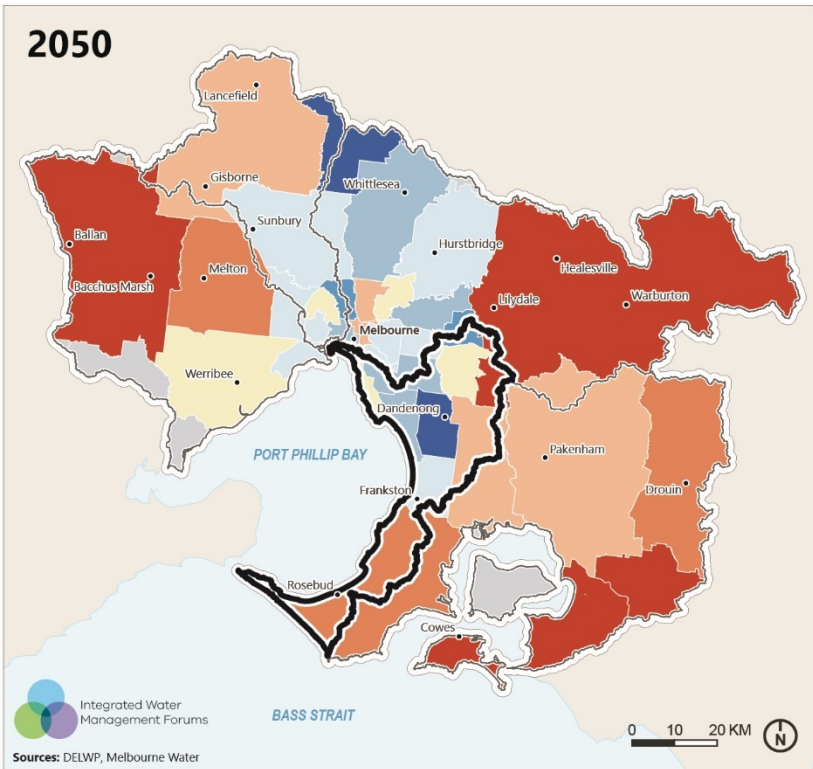 2050
Lancefield
Gisborne
Whittlesea
Sunbury
Ballan
Hurstbridge
Healesville
Bacchus Marsh
Melton
Lilydale
Warburton
Melbourne
Werribee
Dandenong
PORT PHILLIP BAY
Pakenham
Frankston
Drouin
Rosebud
Cowes
Integrated Water
Management Forums
BASS STRAIT
0 10 20 KM
N
Sources: DELWP, Melbourne Water